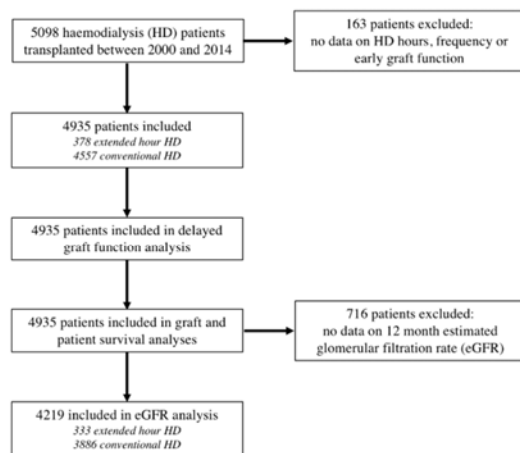 5098 haemodialysis (HD) patients
transplanted between 2000 and 2014
163 patients excluded:
no data on HD hours, frequency or
early graft function
4935 patients included
378 extended hour HD
4557 conventional HD
4935 patients included in delayed
graft function analysis
4935 patients included in graft and
patient survival analyses
716 patients excluded:
no data on 12 month estimated
glomerular filtration rate (eGFR)
4219 included in eGFR analysis
333 extended hour HD
3886 conventional HD